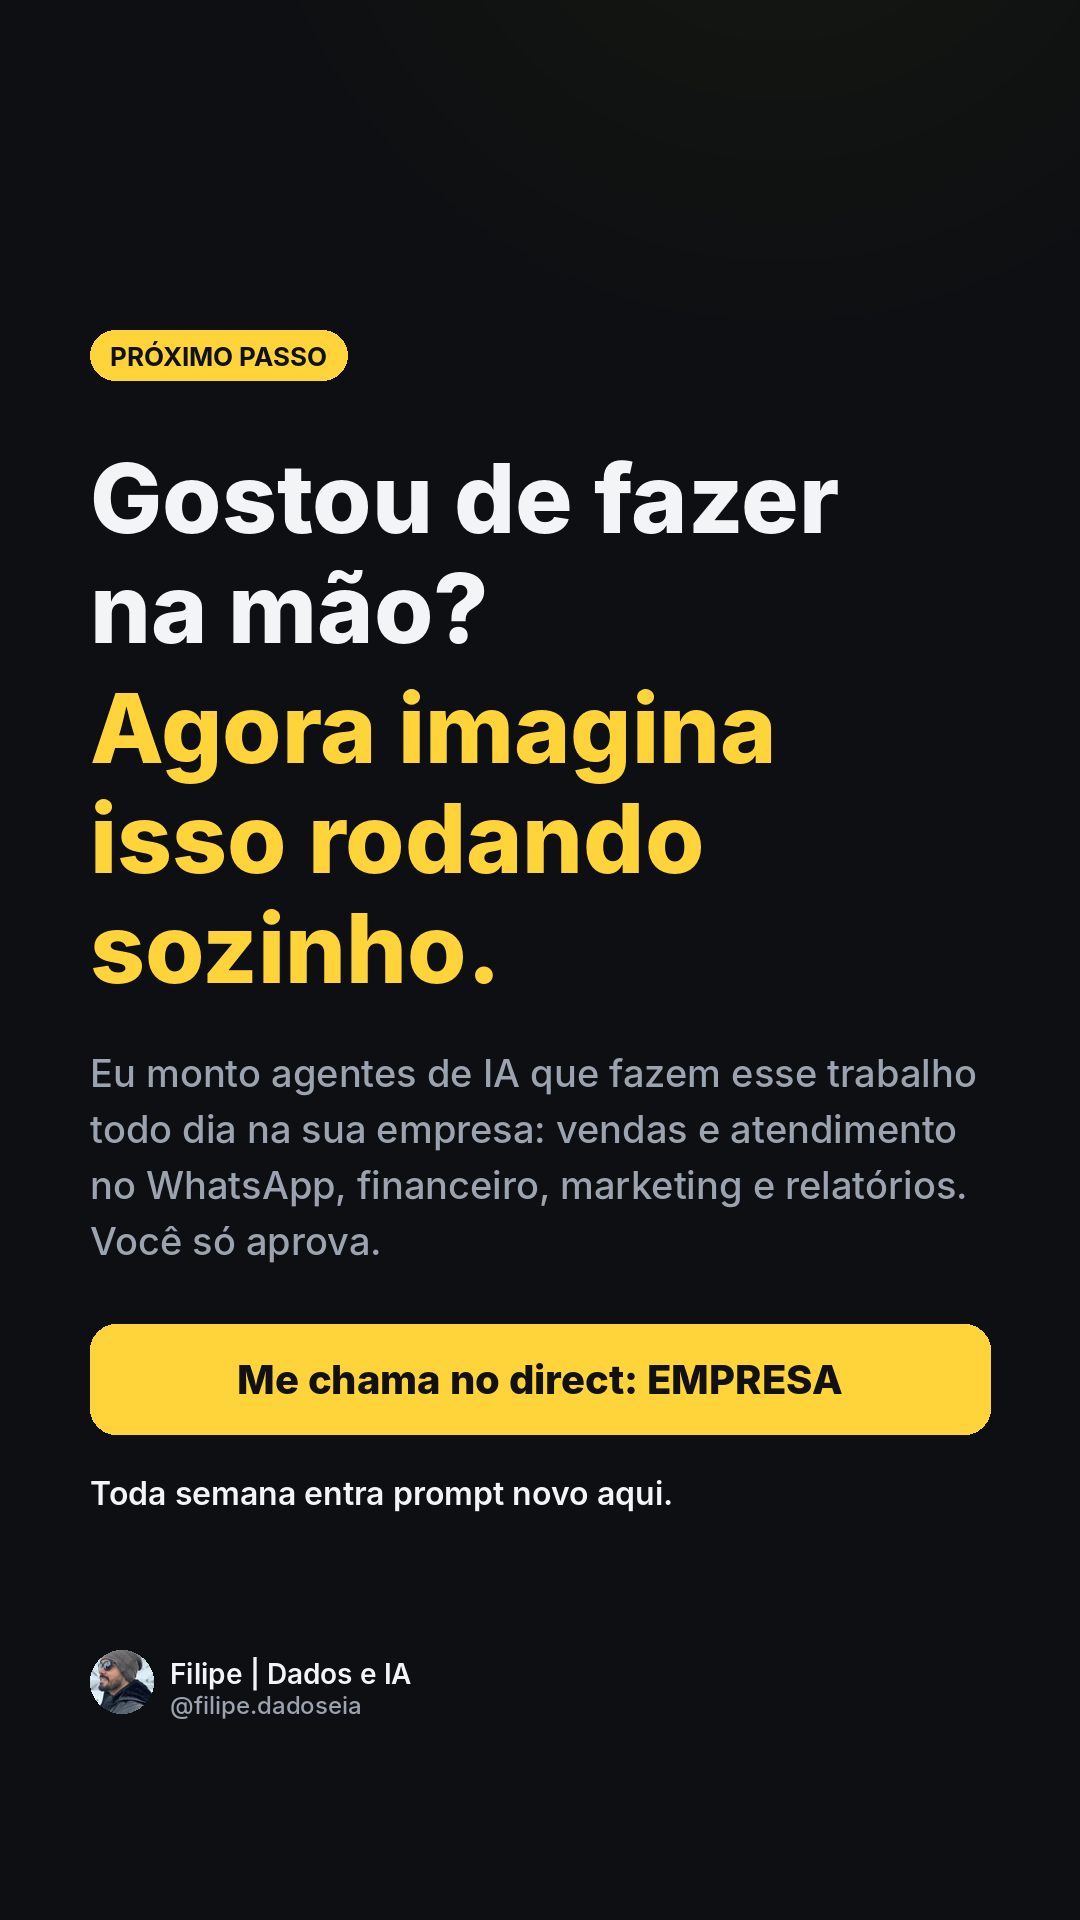 PRÓXIMO PASSO
Gostou de fazer
na mão?
Agora imagina
isso rodando
sozinho.
Eu monto agentes de IA que fazem esse trabalho
todo dia na sua empresa: vendas e atendimento
no WhatsApp, financeiro, marketing e relatórios.
Você só aprova.
Me chama no direct: EMPRESA
Toda semana entra prompt novo aqui.
Filipe | Dados e IA
@filipe.dadoseia